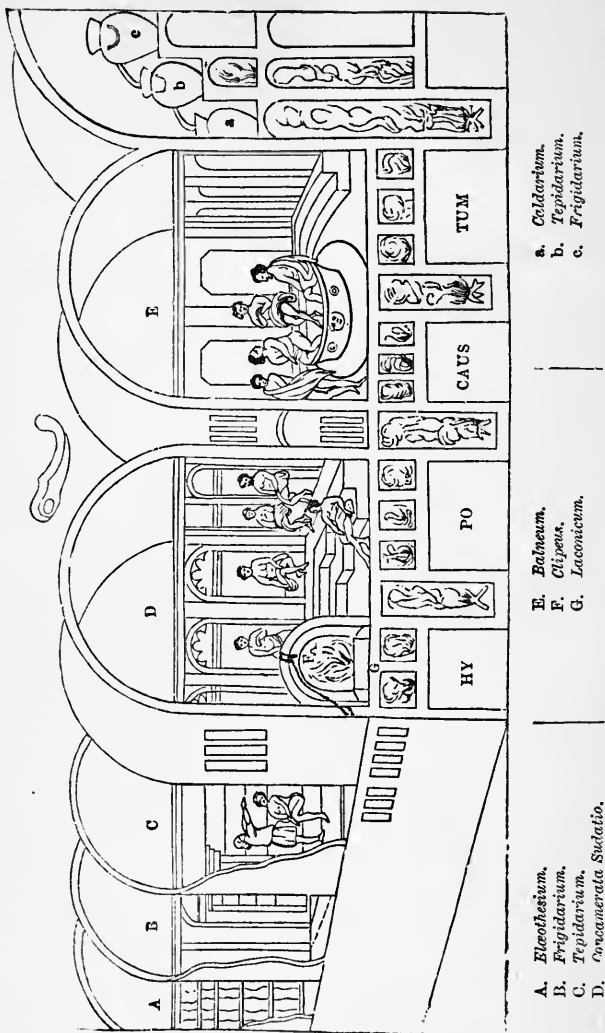 A
B
C
D
E
c
b
a
F
G
HY
PO
CAUS
TUM
A. Elæothesium.
B. Frigidarium.
C. Tepidarium.
D. Concamerata Sudatio.
E. Balneum.
F. Clipeus.
G. Laconicum.
a. Caldarium.
b. Tepidarium.
c. Frigidarium.